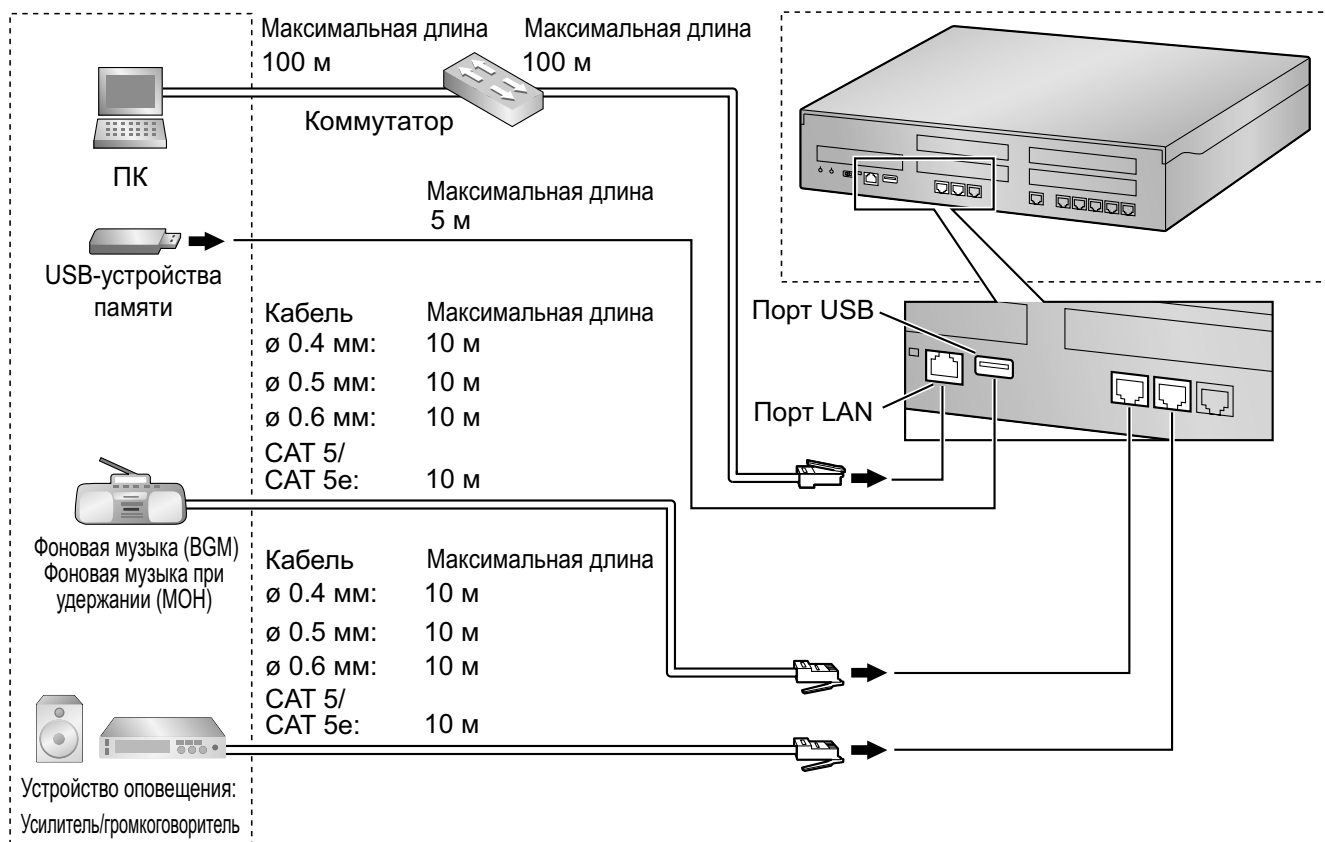 Максимальная длина
100 м
Максимальная длина
100 м
Коммутатор
ПК
Максимальная длина
5 м
USB-устройства
памяти
Порт USB
Порт LAN
Кабель Максимальная длина
ø 0.4 мм: 10 м
ø 0.5 мм: 10 м
ø 0.6 мм: 10 м
CAT 5/
CAT 5e: 10 м
Фоновая музыка (BGM)
Фоновая музыка при
удержании (MOH)
Кабель Максимальная длина
ø 0.4 мм: 10 м
ø 0.5 мм: 10 м
ø 0.6 мм: 10 м
CAT 5/
CAT 5e: 10 м
Устройство оповещения:
Усилитель/громкоговоритель